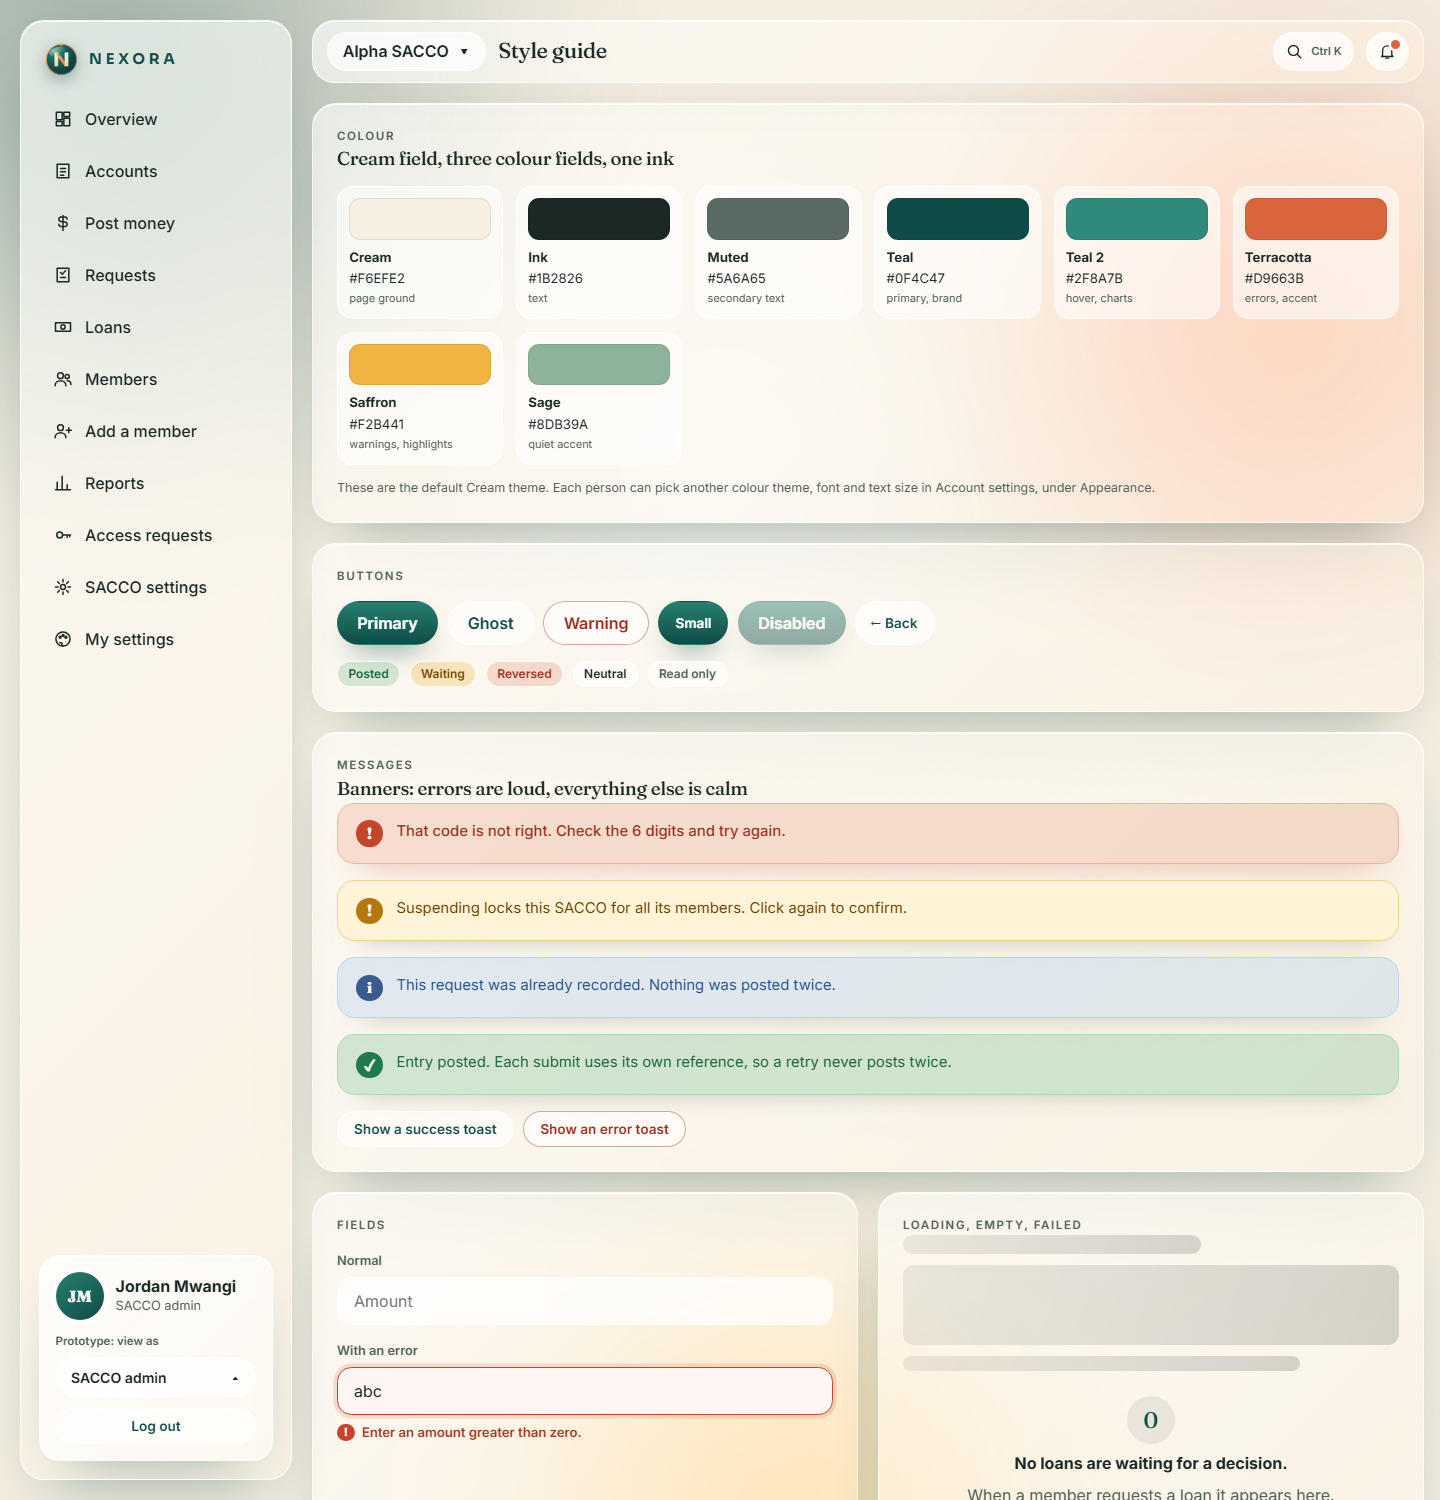 NEXORA
Overview
Accounts
Post money
Requests
Loans
Members
Add a member
Reports
Access requests
SACCO settings
My settings
JM
Jordan Mwangi
SACCO admin
Prototype: view as
SACCO admin
Log out
Alpha SACCO
Style guide
Ctrl K
COLOUR
Cream field, three colour fields, one ink
Cream
#F6EFE2
page ground
Ink
#1B2826
text
Muted
#5A6A65
secondary text
Teal
#0F4C47
primary, brand
Teal 2
#2F8A7B
hover, charts
Terracotta
#D9663B
errors, accent
Saffron
#F2B441
warnings, highlights
Sage
#8DB39A
quiet accent
These are the default Cream theme. Each person can pick another colour theme, font and text size in Account settings, under Appearance.
BUTTONS
Primary
Ghost
Warning
Small
Disabled
← Back
Posted
Waiting
Reversed
Neutral
Read only
MESSAGES
Banners: errors are loud, everything else is calm
That code is not right. Check the 6 digits and try again.
Suspending locks this SACCO for all its members. Click again to confirm.
This request was already recorded. Nothing was posted twice.
Entry posted. Each submit uses its own reference, so a retry never posts twice.
Show a success toast
Show an error toast
FIELDS
Normal
Amount
With an error
abc
Enter an amount greater than zero.
LOADING, EMPTY, FAILED
0
No loans are waiting for a decision.
When a member requests a loan it appears here.